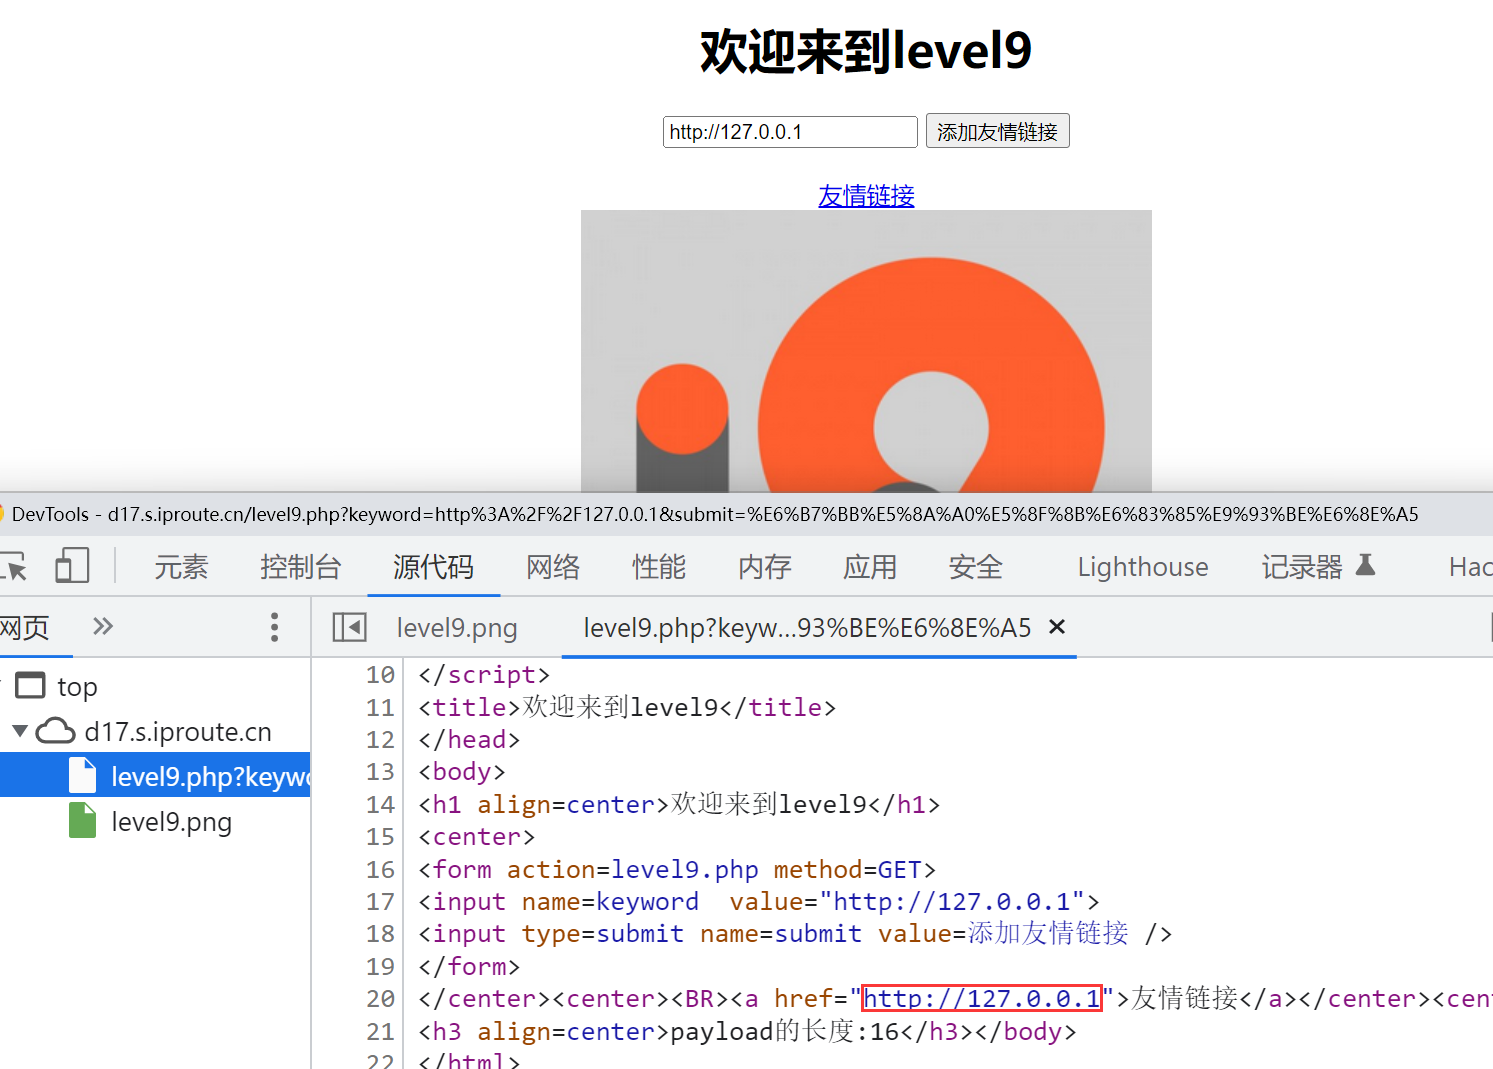 欢迎来到level9
http://127.0.0.1 添加友情链接
友情链接
DevTools - d17.s.iproute.cn/level9.php?keyword=http%3A%2F%2F127.0.0.1&submit=%E6%B7%BB%E5%8A%A0%E5%8F%8B%E6%83%85%E9%93%BE%E6%8E%A5
元素 控制台 源代码 网络 性能 内存 应用 安全 Lighthouse 记录器 Hac
网页 level9.png level9.php?keyw...93%BE%E6%8E%A5
top
d17.s.iproute.cn
level9.php?keywo
level9.png
10 </script>
11 <title>欢迎来到level9</title>
12 </head>
13 <body>
14 <h1 align=center>欢迎来到level9</h1>
15 <center>
16 <form action=level9.php method=GET>
17 <input name=keyword  value="http://127.0.0.1">
18 <input type=submit name=submit value=添加友情链接 />
19 </form>
20 </center><center><BR><a href="http://127.0.0.1">友情链接</a></center><cent
21 <h3 align=center>payload的长度:16</h3></body>
22 </html>